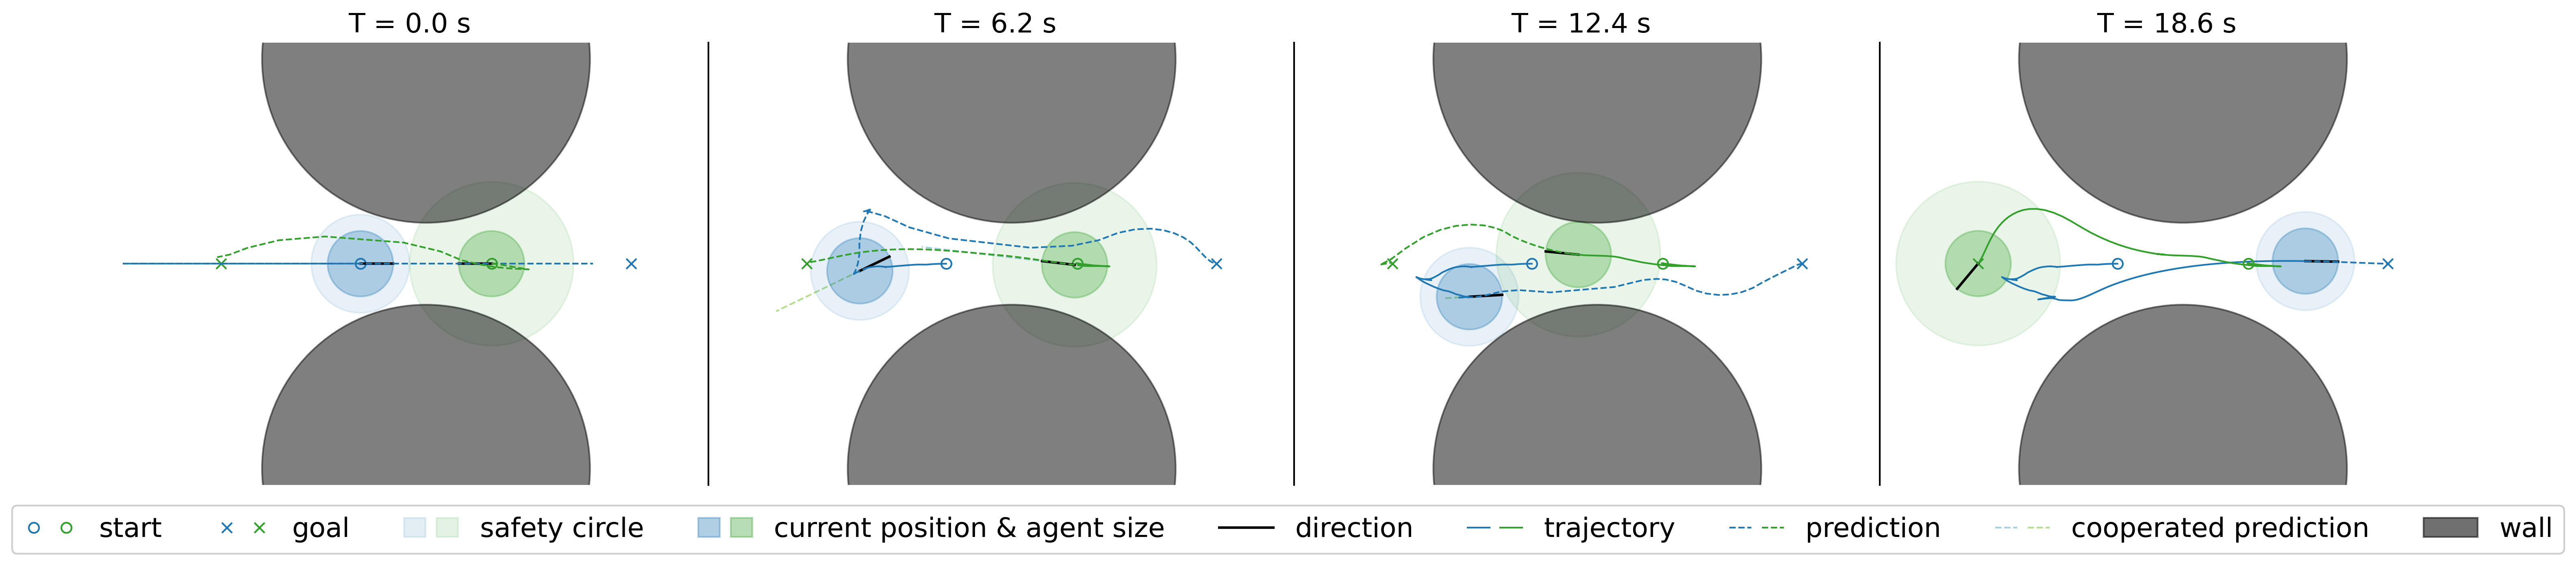 T = 0.0 s
T = 6.2 s
T = 12.4 s
T = 18.6 s
start goal safety circle current position & agent size direction trajectory prediction cooperated prediction wall